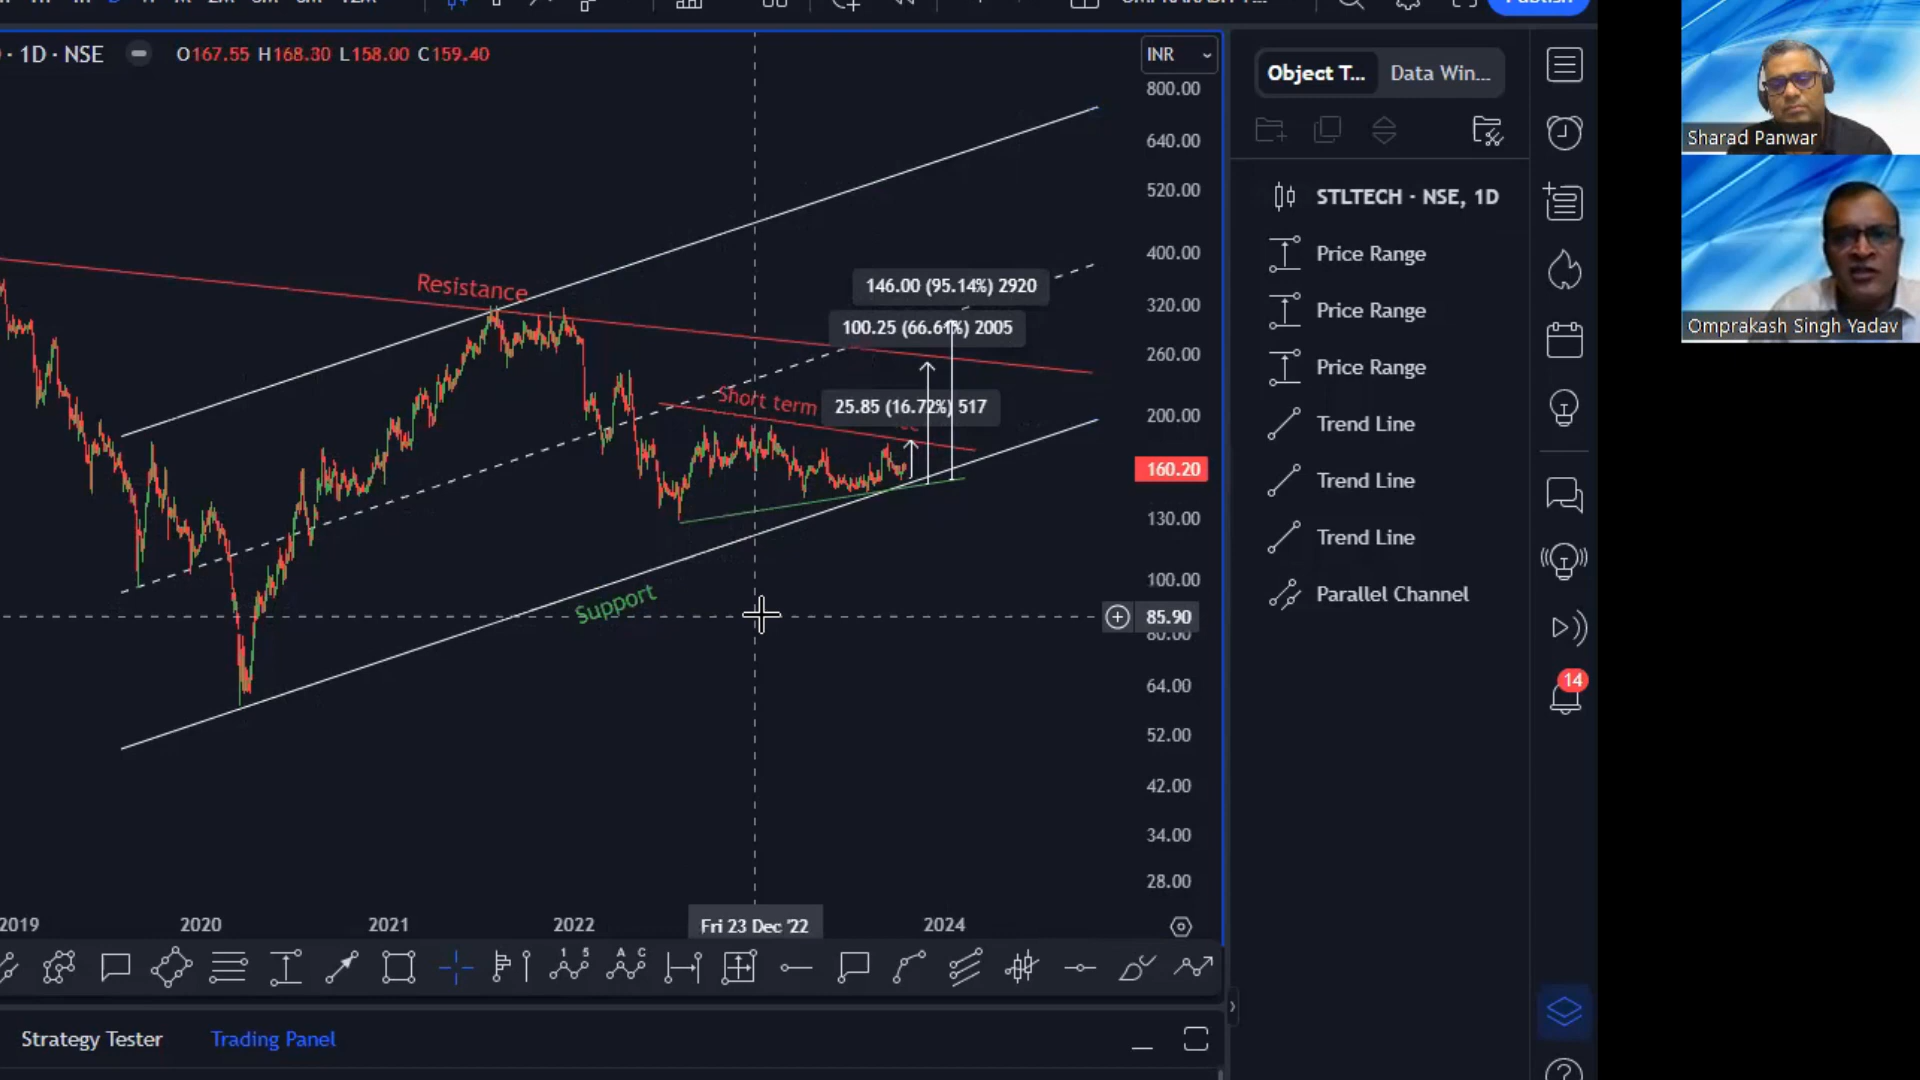 · 1D · NSE
O167.55 H168.30 L158.00 C159.40
INR
Publish
800.00
640.00
520.00
400.00
320.00
260.00
200.00
160.20
130.00
100.00
85.90
80.00
64.00
52.00
42.00
34.00
28.00
Resistance
146.00 (95.14%) 2920
100.25 (66.61%) 2005
Short term
25.85 (16.72%) 517
Support
2019
2020
2021
2022
Fri 23 Dec '22
2024
Strategy Tester
Trading Panel
Object T...
Data Win...
STLTECH · NSE, 1D
Price Range
Price Range
Price Range
Trend Line
Trend Line
Trend Line
Parallel Channel
14
Sharad Panwar
Omprakash Singh Yadav